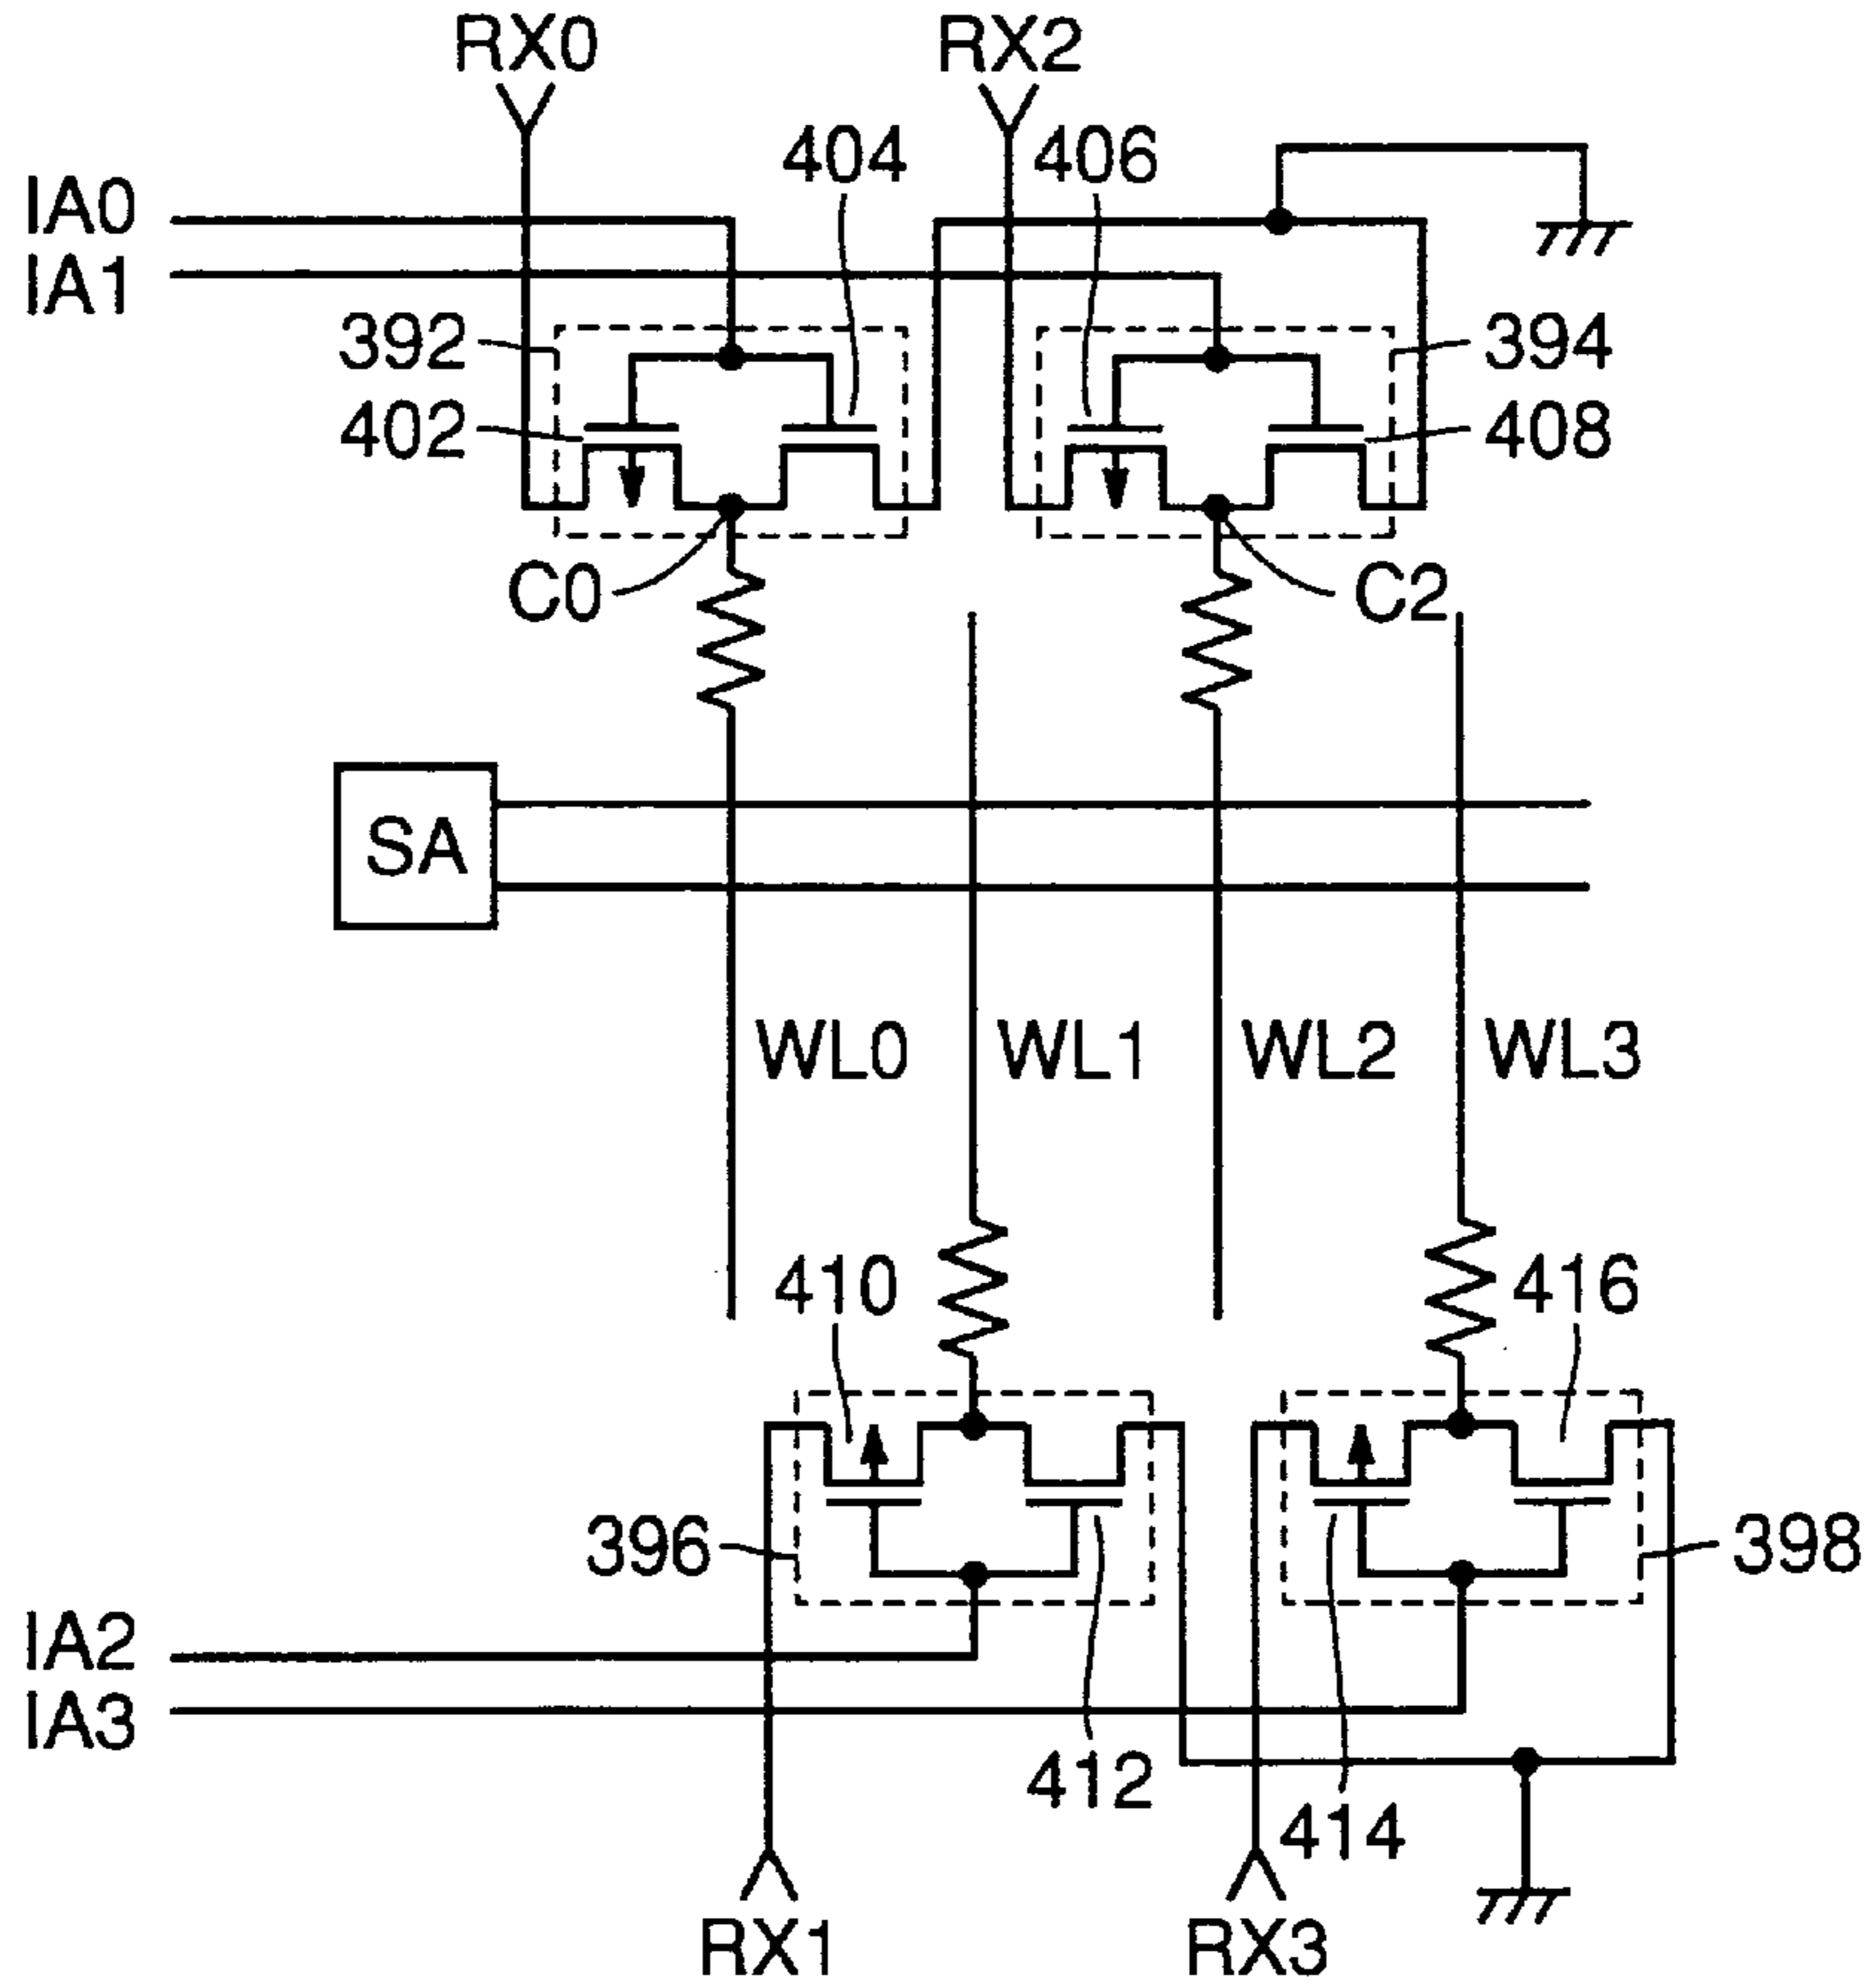 RX0 RX2
404 406
IA0
IA1
392 394
402 408
C0 C2
SA
WL0 WL1 WL2 WL3
410 416
396 398
IA2
IA3
412
414
RX1 RX3